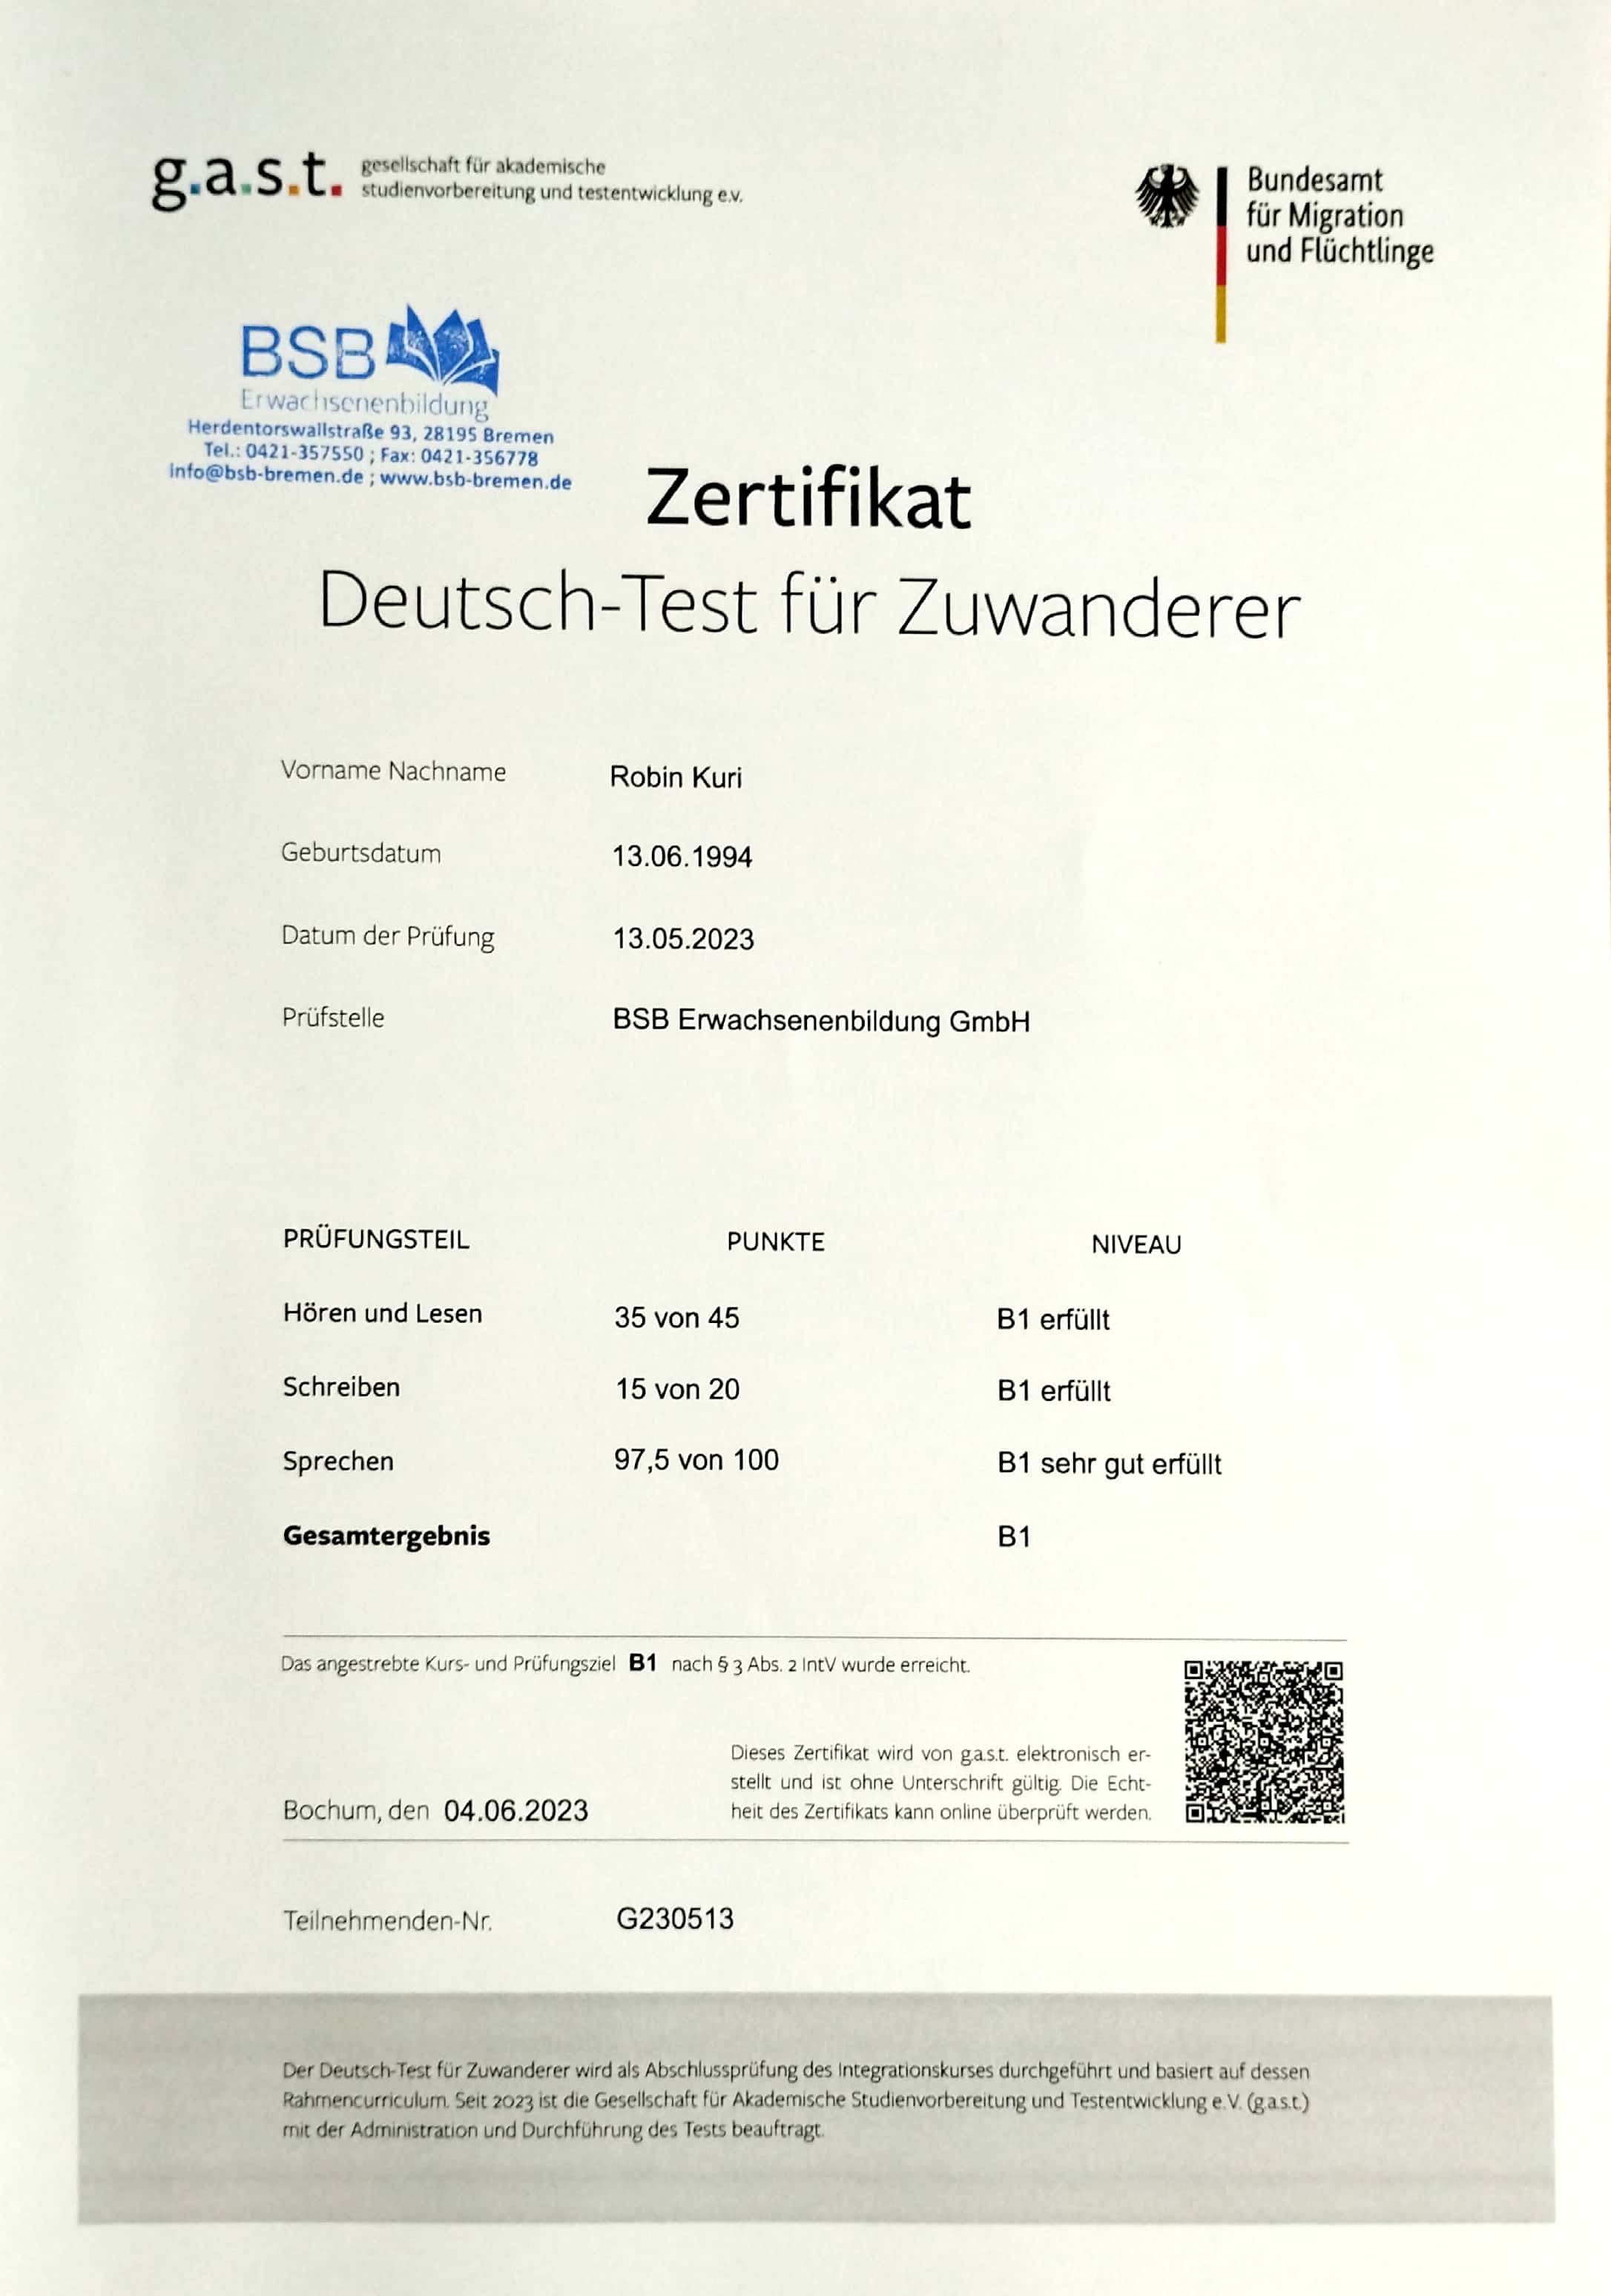 g.a.s.t. gesellschaft für akademische
studienvorbereitung und testentwicklung e.v.
Bundesamt
für Migration
und Flüchtlinge
BSB
Erwachsenenbildung
Herdentorswallstraße 93, 28195 Bremen
Tel.: 0421-357550 ; Fax: 0421-356778
info@bsb-bremen.de ; www.bsb-bremen.de
Zertifikat
Deutsch-Test für Zuwanderer
Vorname Nachname Robin Kuri
Geburtsdatum 13.06.1994
Datum der Prüfung 13.05.2023
Prüfstelle BSB Erwachsenenbildung GmbH
PRÜFUNGSTEIL PUNKTE NIVEAU
Hören und Lesen 35 von 45 B1 erfüllt
Schreiben 15 von 20 B1 erfüllt
Sprechen 97,5 von 100 B1 sehr gut erfüllt
Gesamtergebnis B1
Das angestrebte Kurs- und Prüfungsziel B1 nach § 3 Abs. 2 IntV wurde erreicht.
Dieses Zertifikat wird von g.a.s.t. elektronisch er-
stellt und ist ohne Unterschrift gültig. Die Echt-
heit des Zertifikats kann online überprüft werden.
Bochum, den 04.06.2023
Teilnehmenden-Nr. G230513
Der Deutsch-Test für Zuwanderer wird als Abschlussprüfung des Integrationskurses durchgeführt und basiert auf dessen
Rahmencurriculum. Seit 2023 ist die Gesellschaft für Akademische Studienvorbereitung und Testentwicklung e.V. (g.a.s.t.)
mit der Administration und Durchführung des Tests beauftragt.